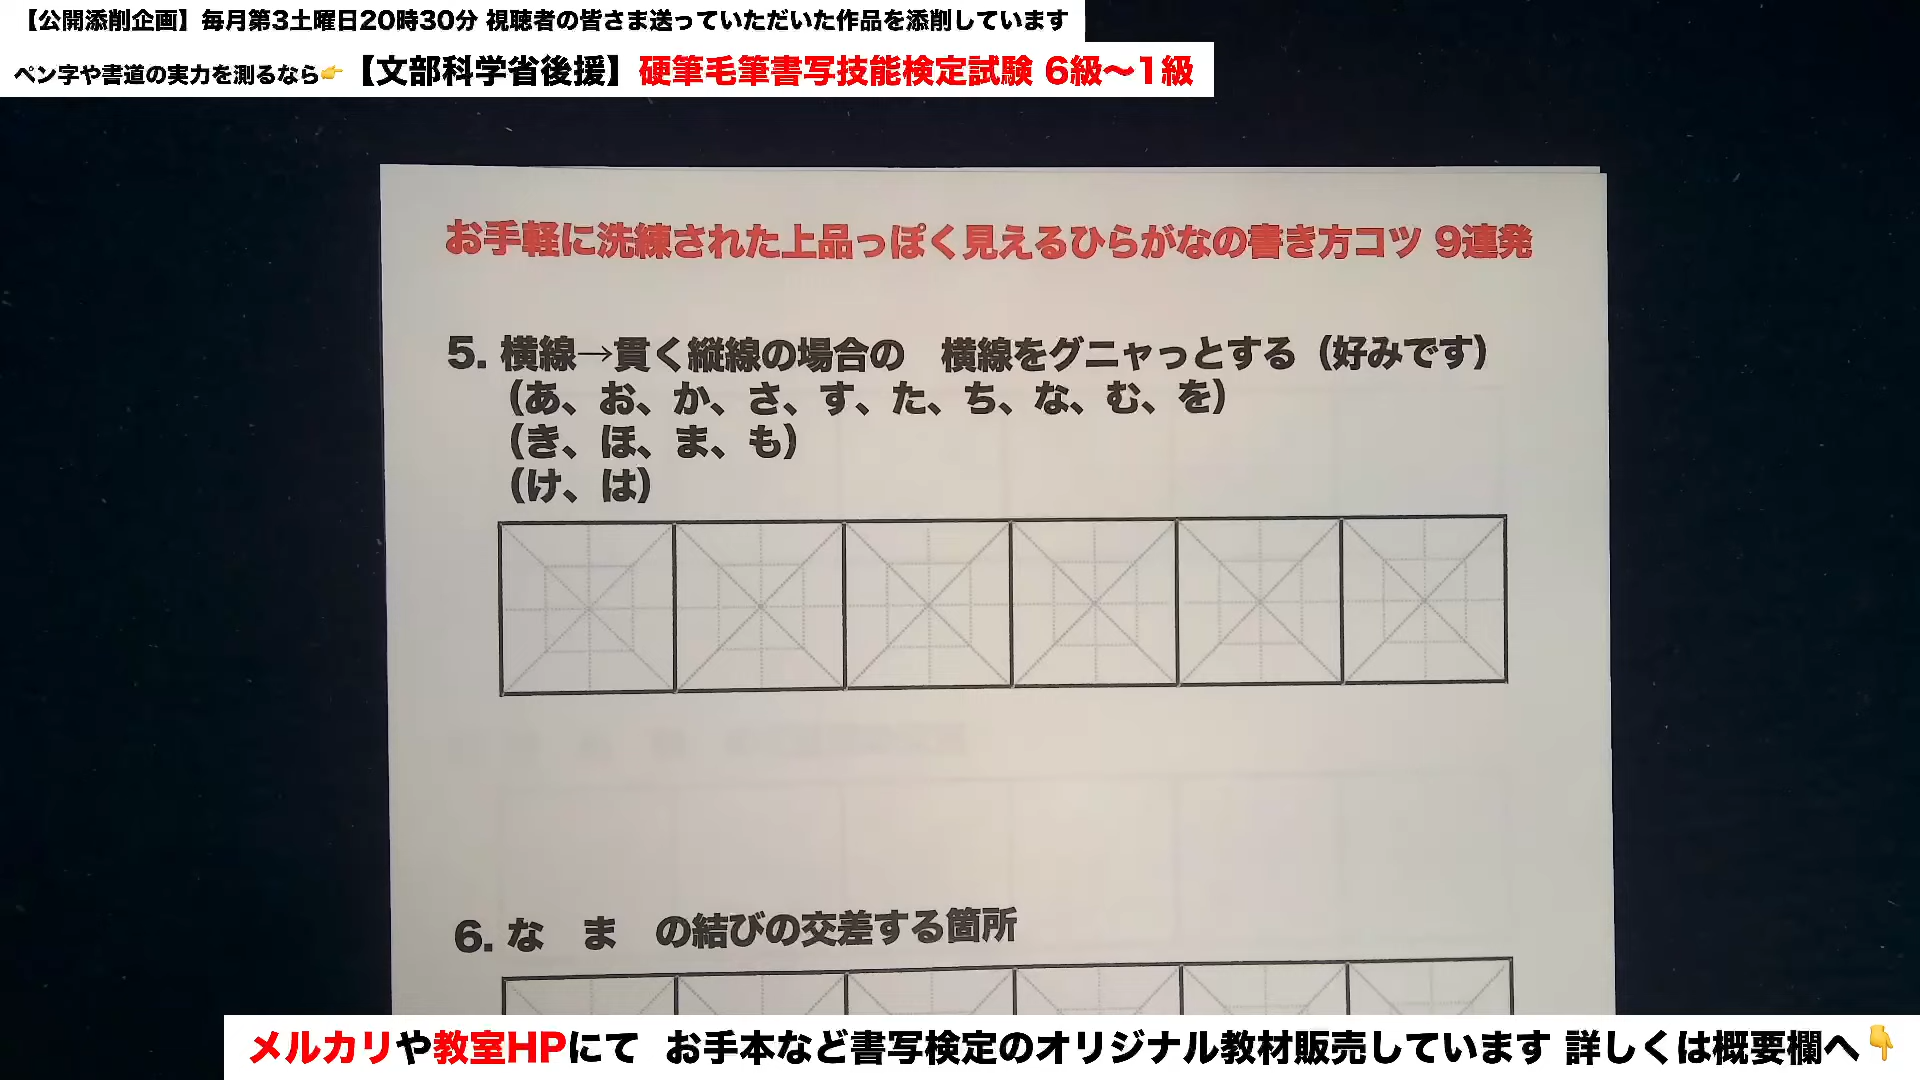 【公開添削企画】毎月第3土曜日20時30分 視聴者の皆さま送っていただいた作品を添削しています
ペン字や書道の実力を測るなら👉【文部科学省後援】硬筆毛筆書写技能検定試験 6級～1級
お手軽に洗練された上品っぽく見えるひらがなの書き方コツ 9連発
5. 横線→貫く縦線の場合の　横線をグニャっとする（好みです）
（あ、お、か、さ、す、た、ち、な、む、を）
（き、ほ、ま、も）
（け、は）
6. な　ま　の結びの交差する箇所
メルカリや教室HPにて　お手本など書写検定のオリジナル教材販売しています 詳しくは概要欄へ👇